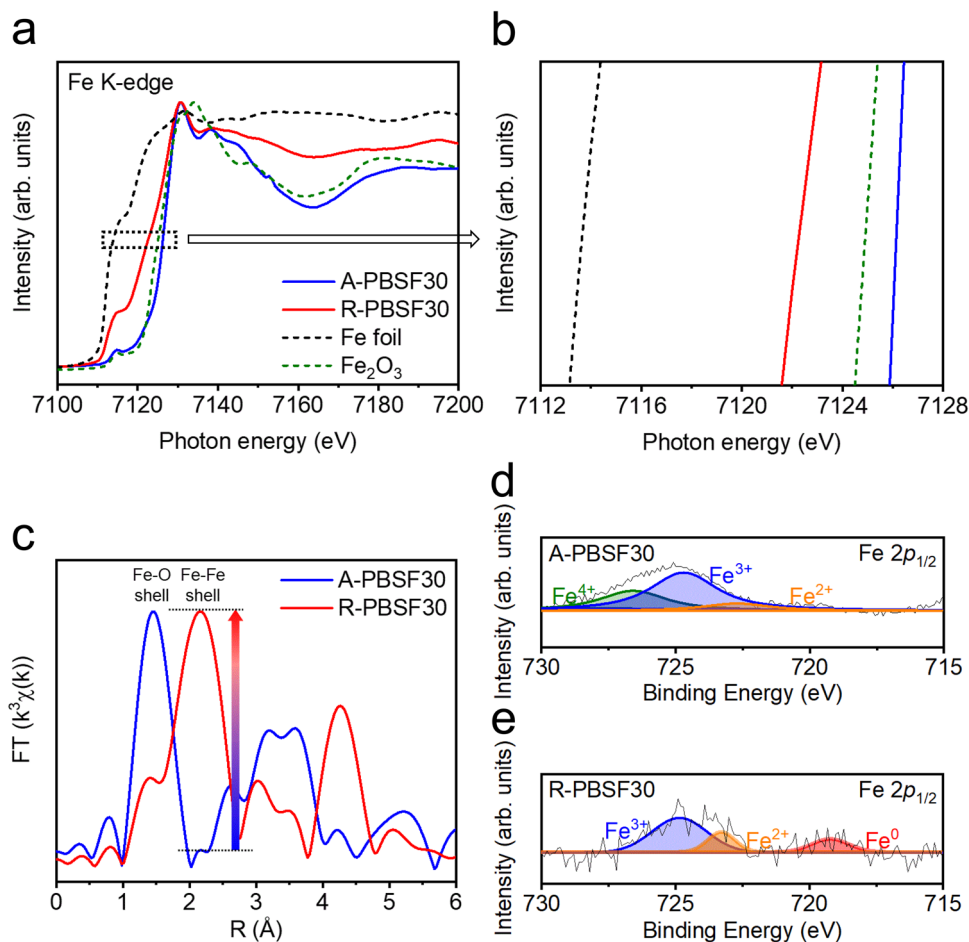 a
Fe K-edge
Intensity (arb. units)
A-PBSF30
R-PBSF30
Fe foil
Fe₂O₃
7100 7120 7140 7160 7180 7200
Photon energy (eV)
b
Intensity (arb. units)
7112 7116 7120 7124 7128
Photon energy (eV)
c
Fe-O
shell
Fe-Fe
shell
A-PBSF30
R-PBSF30
FT (k³χ(k))
0 1 2 3 4 5 6
R (Å)
d
A-PBSF30
Fe 2p₁/₂
Fe⁴⁺
Fe³⁺
Fe²⁺
Intensity (arb. units)
730 725 720 715
Binding Energy (eV)
e
R-PBSF30
Fe 2p₁/₂
Fe³⁺
Fe²⁺
Fe⁰
Intensity (arb. units)
730 725 720 715
Binding Energy (eV)